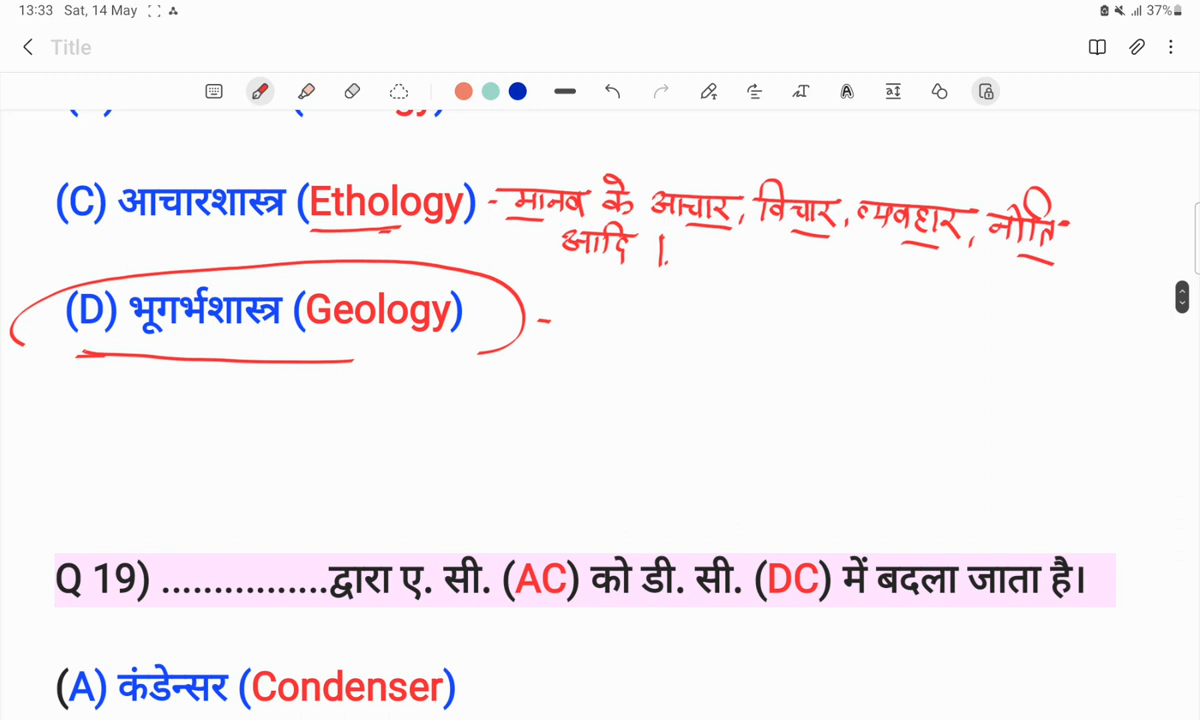 13:33 Sat, 14 May 37%
Title
(C) आचारशास्त्र (Ethology) - मानव के आचार, विचार, व्यवहार, नीति-
आदि ।
(D) भूगर्भशास्त्र (Geology) -
Q 19) ................द्वारा ए. सी. (AC) को डी. सी. (DC) में बदला जाता है।
(A) कंडेन्सर (Condenser)